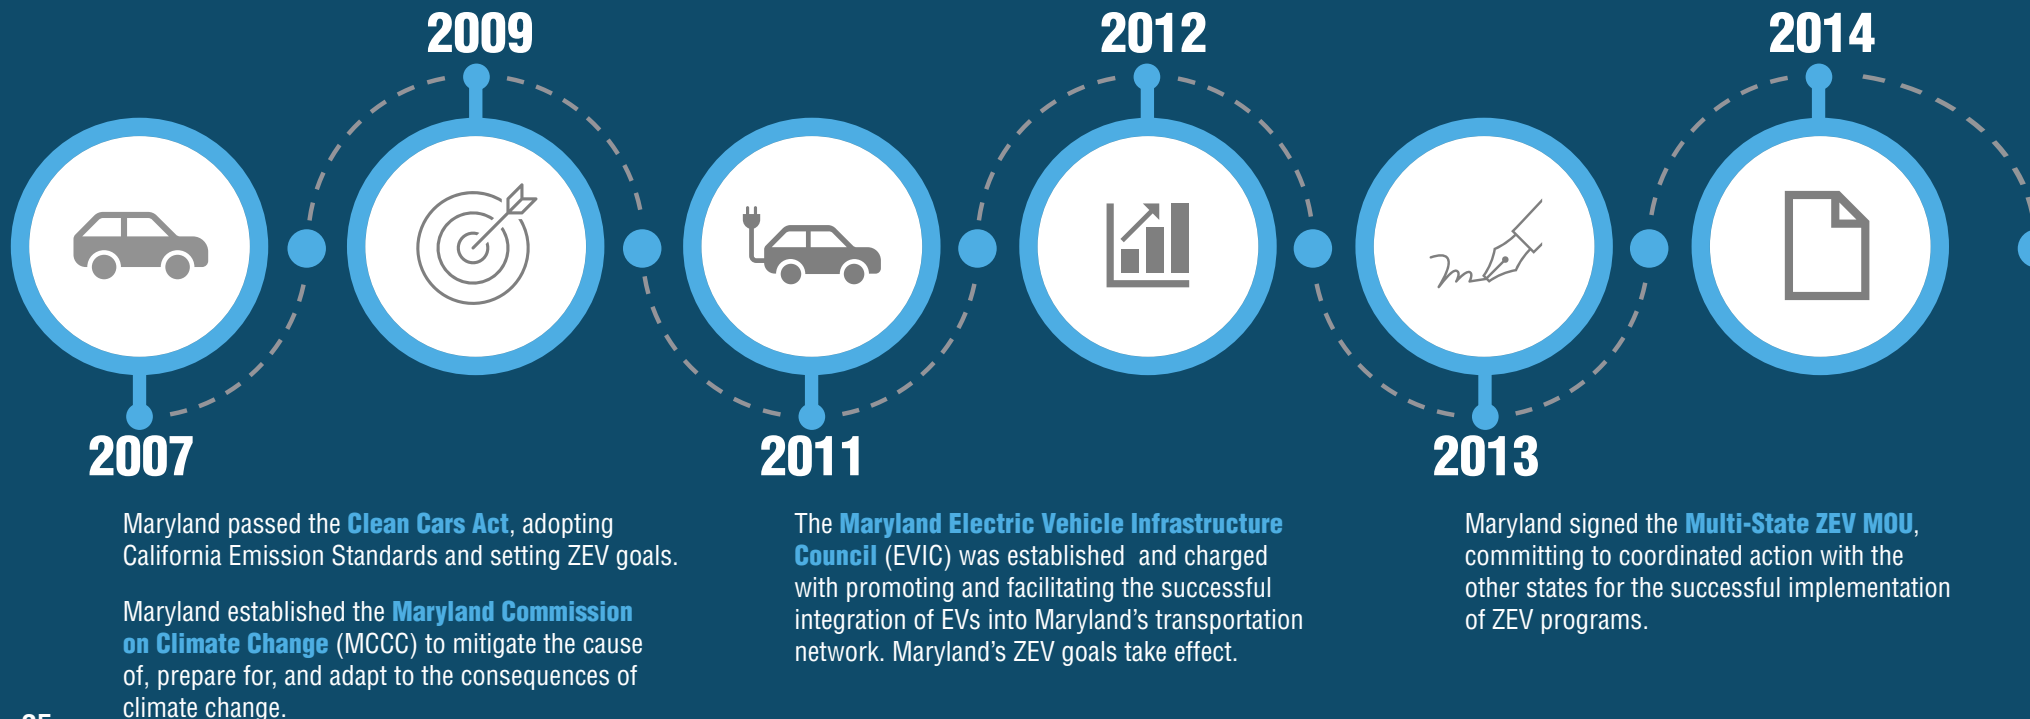 2009
2012
2014
2007
2011
2013
Maryland passed the Clean Cars Act, adopting
California Emission Standards and setting ZEV goals.
Maryland established the Maryland Commission
on Climate Change (MCCC) to mitigate the cause
of, prepare for, and adapt to the consequences of
climate change.
The Maryland Electric Vehicle Infrastructure
Council (EVIC) was established and charged
with promoting and facilitating the successful
integration of EVs into Maryland’s transportation
network. Maryland’s ZEV goals take effect.
Maryland signed the Multi-State ZEV MOU,
committing to coordinated action with the
other states for the successful implementation
of ZEV programs.